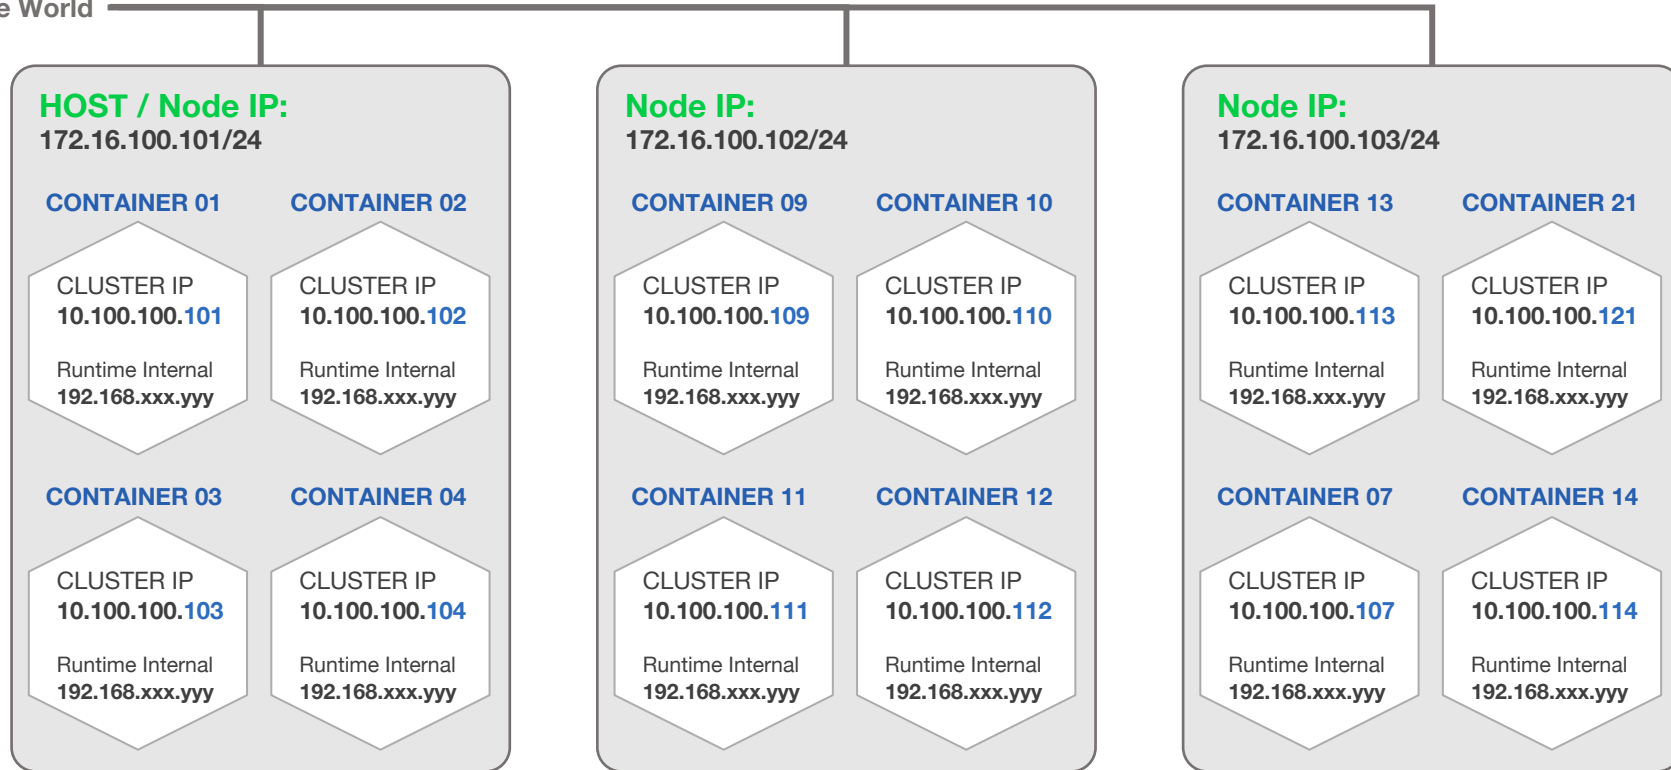 e World
HOST / Node IP:
172.16.100.101/24
CONTAINER 01
CLUSTER IP
10.100.100.101
Runtime Internal
192.168.xxx.yyy
CONTAINER 02
CLUSTER IP
10.100.100.102
Runtime Internal
192.168.xxx.yyy
CONTAINER 03
CLUSTER IP
10.100.100.103
Runtime Internal
192.168.xxx.yyy
CONTAINER 04
CLUSTER IP
10.100.100.104
Runtime Internal
192.168.xxx.yyy
Node IP:
172.16.100.102/24
CONTAINER 09
CLUSTER IP
10.100.100.109
Runtime Internal
192.168.xxx.yyy
CONTAINER 10
CLUSTER IP
10.100.100.110
Runtime Internal
192.168.xxx.yyy
CONTAINER 11
CLUSTER IP
10.100.100.111
Runtime Internal
192.168.xxx.yyy
CONTAINER 12
CLUSTER IP
10.100.100.112
Runtime Internal
192.168.xxx.yyy
Node IP:
172.16.100.103/24
CONTAINER 13
CLUSTER IP
10.100.100.113
Runtime Internal
192.168.xxx.yyy
CONTAINER 21
CLUSTER IP
10.100.100.121
Runtime Internal
192.168.xxx.yyy
CONTAINER 07
CLUSTER IP
10.100.100.107
Runtime Internal
192.168.xxx.yyy
CONTAINER 14
CLUSTER IP
10.100.100.114
Runtime Internal
192.168.xxx.yyy